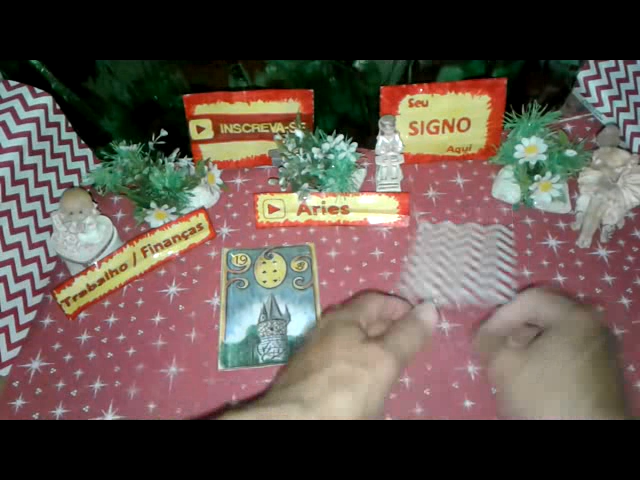 INSCREVA-SE
Seu
SIGNO
Aqui
Aries
Trabalho / Finanças
19